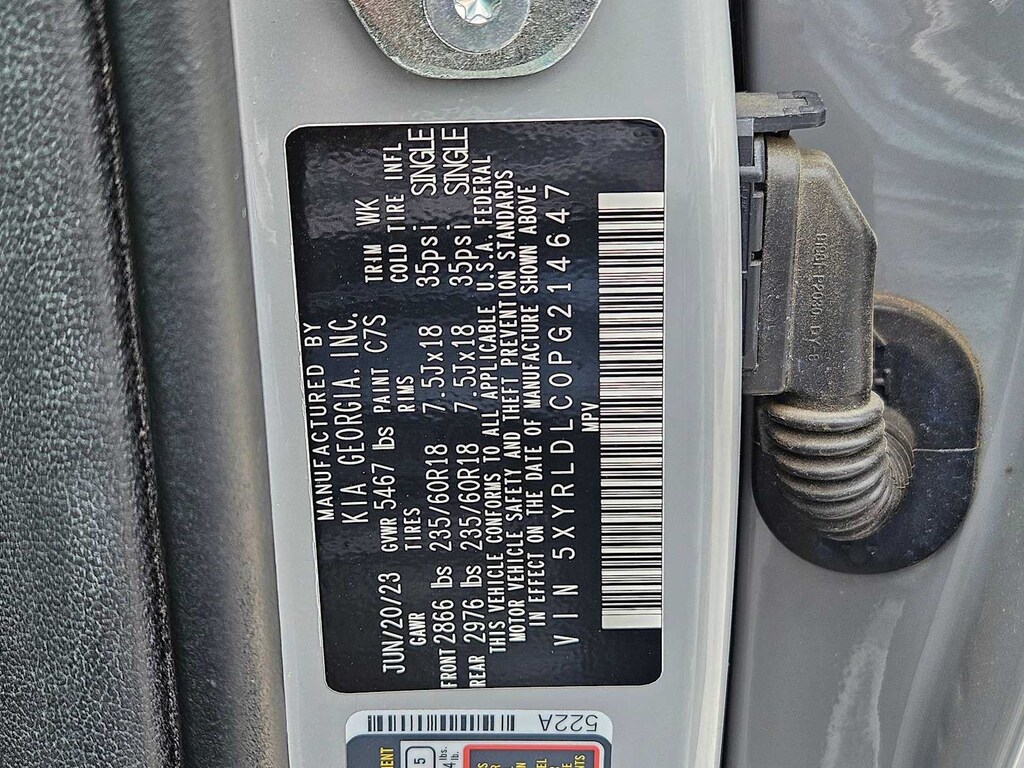 MANUFACTURED BY
KIA GEORGIA, INC.
JUN/20/23 GVWR 5467 lbs PAINT C7S TRIM WK
GAWR TIRES RIMS COLD TIRE INFL
FRONT 2866 lbs 235/60R18 7.5Jx18 35psi SINGLE
REAR 2976 lbs 235/60R18 7.5Jx18 35psi SINGLE
THIS VEHICLE CONFORMS TO ALL APPLICABLE U.S.A. FEDERAL
MOTOR VEHICLE SAFETY AND THEFT PREVENTION STANDARDS
IN EFFECT ON THE DATE OF MANUFACTURE SHOWN ABOVE
VIN 5XYRLDLC0PG214647
MPV
522A
5